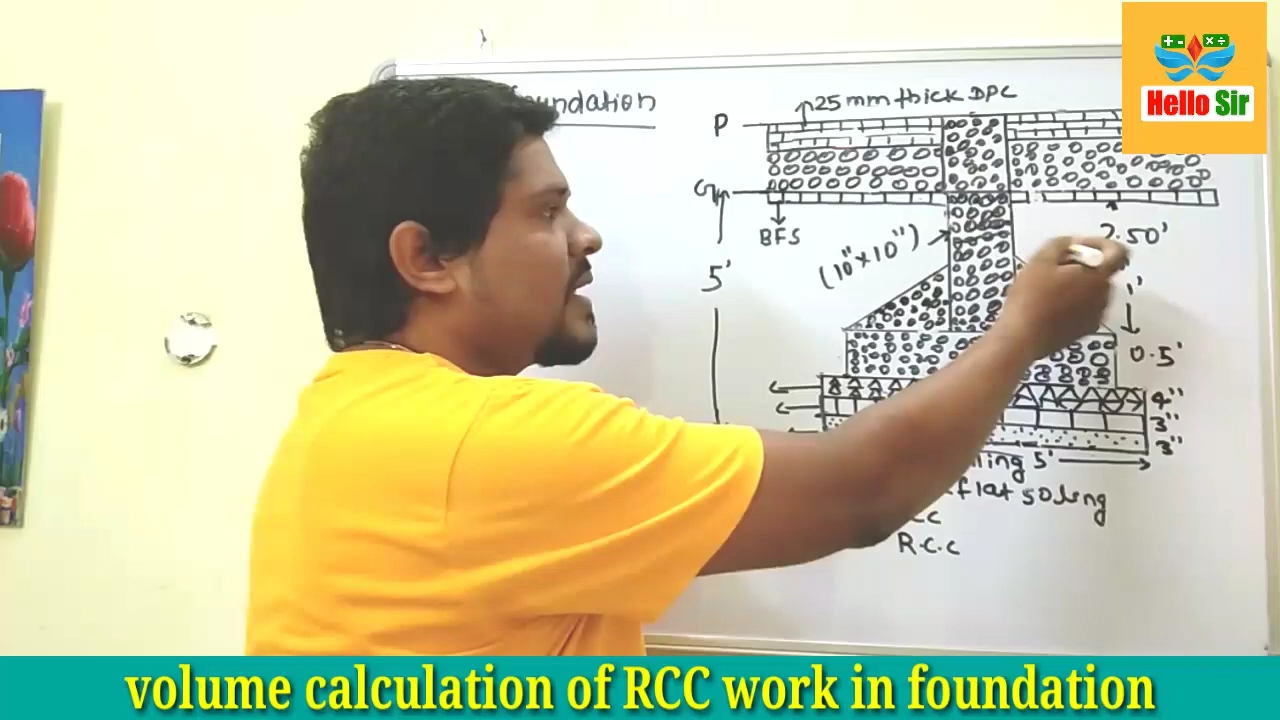 Hello Sir
foundation
25 mm thick DPC
P
G
BFS
(10"x10")
2.50'
5'
1'
0.5'
4"
3"
3"
5'
flat soling
R.C.C
volume calculation of RCC work in foundation